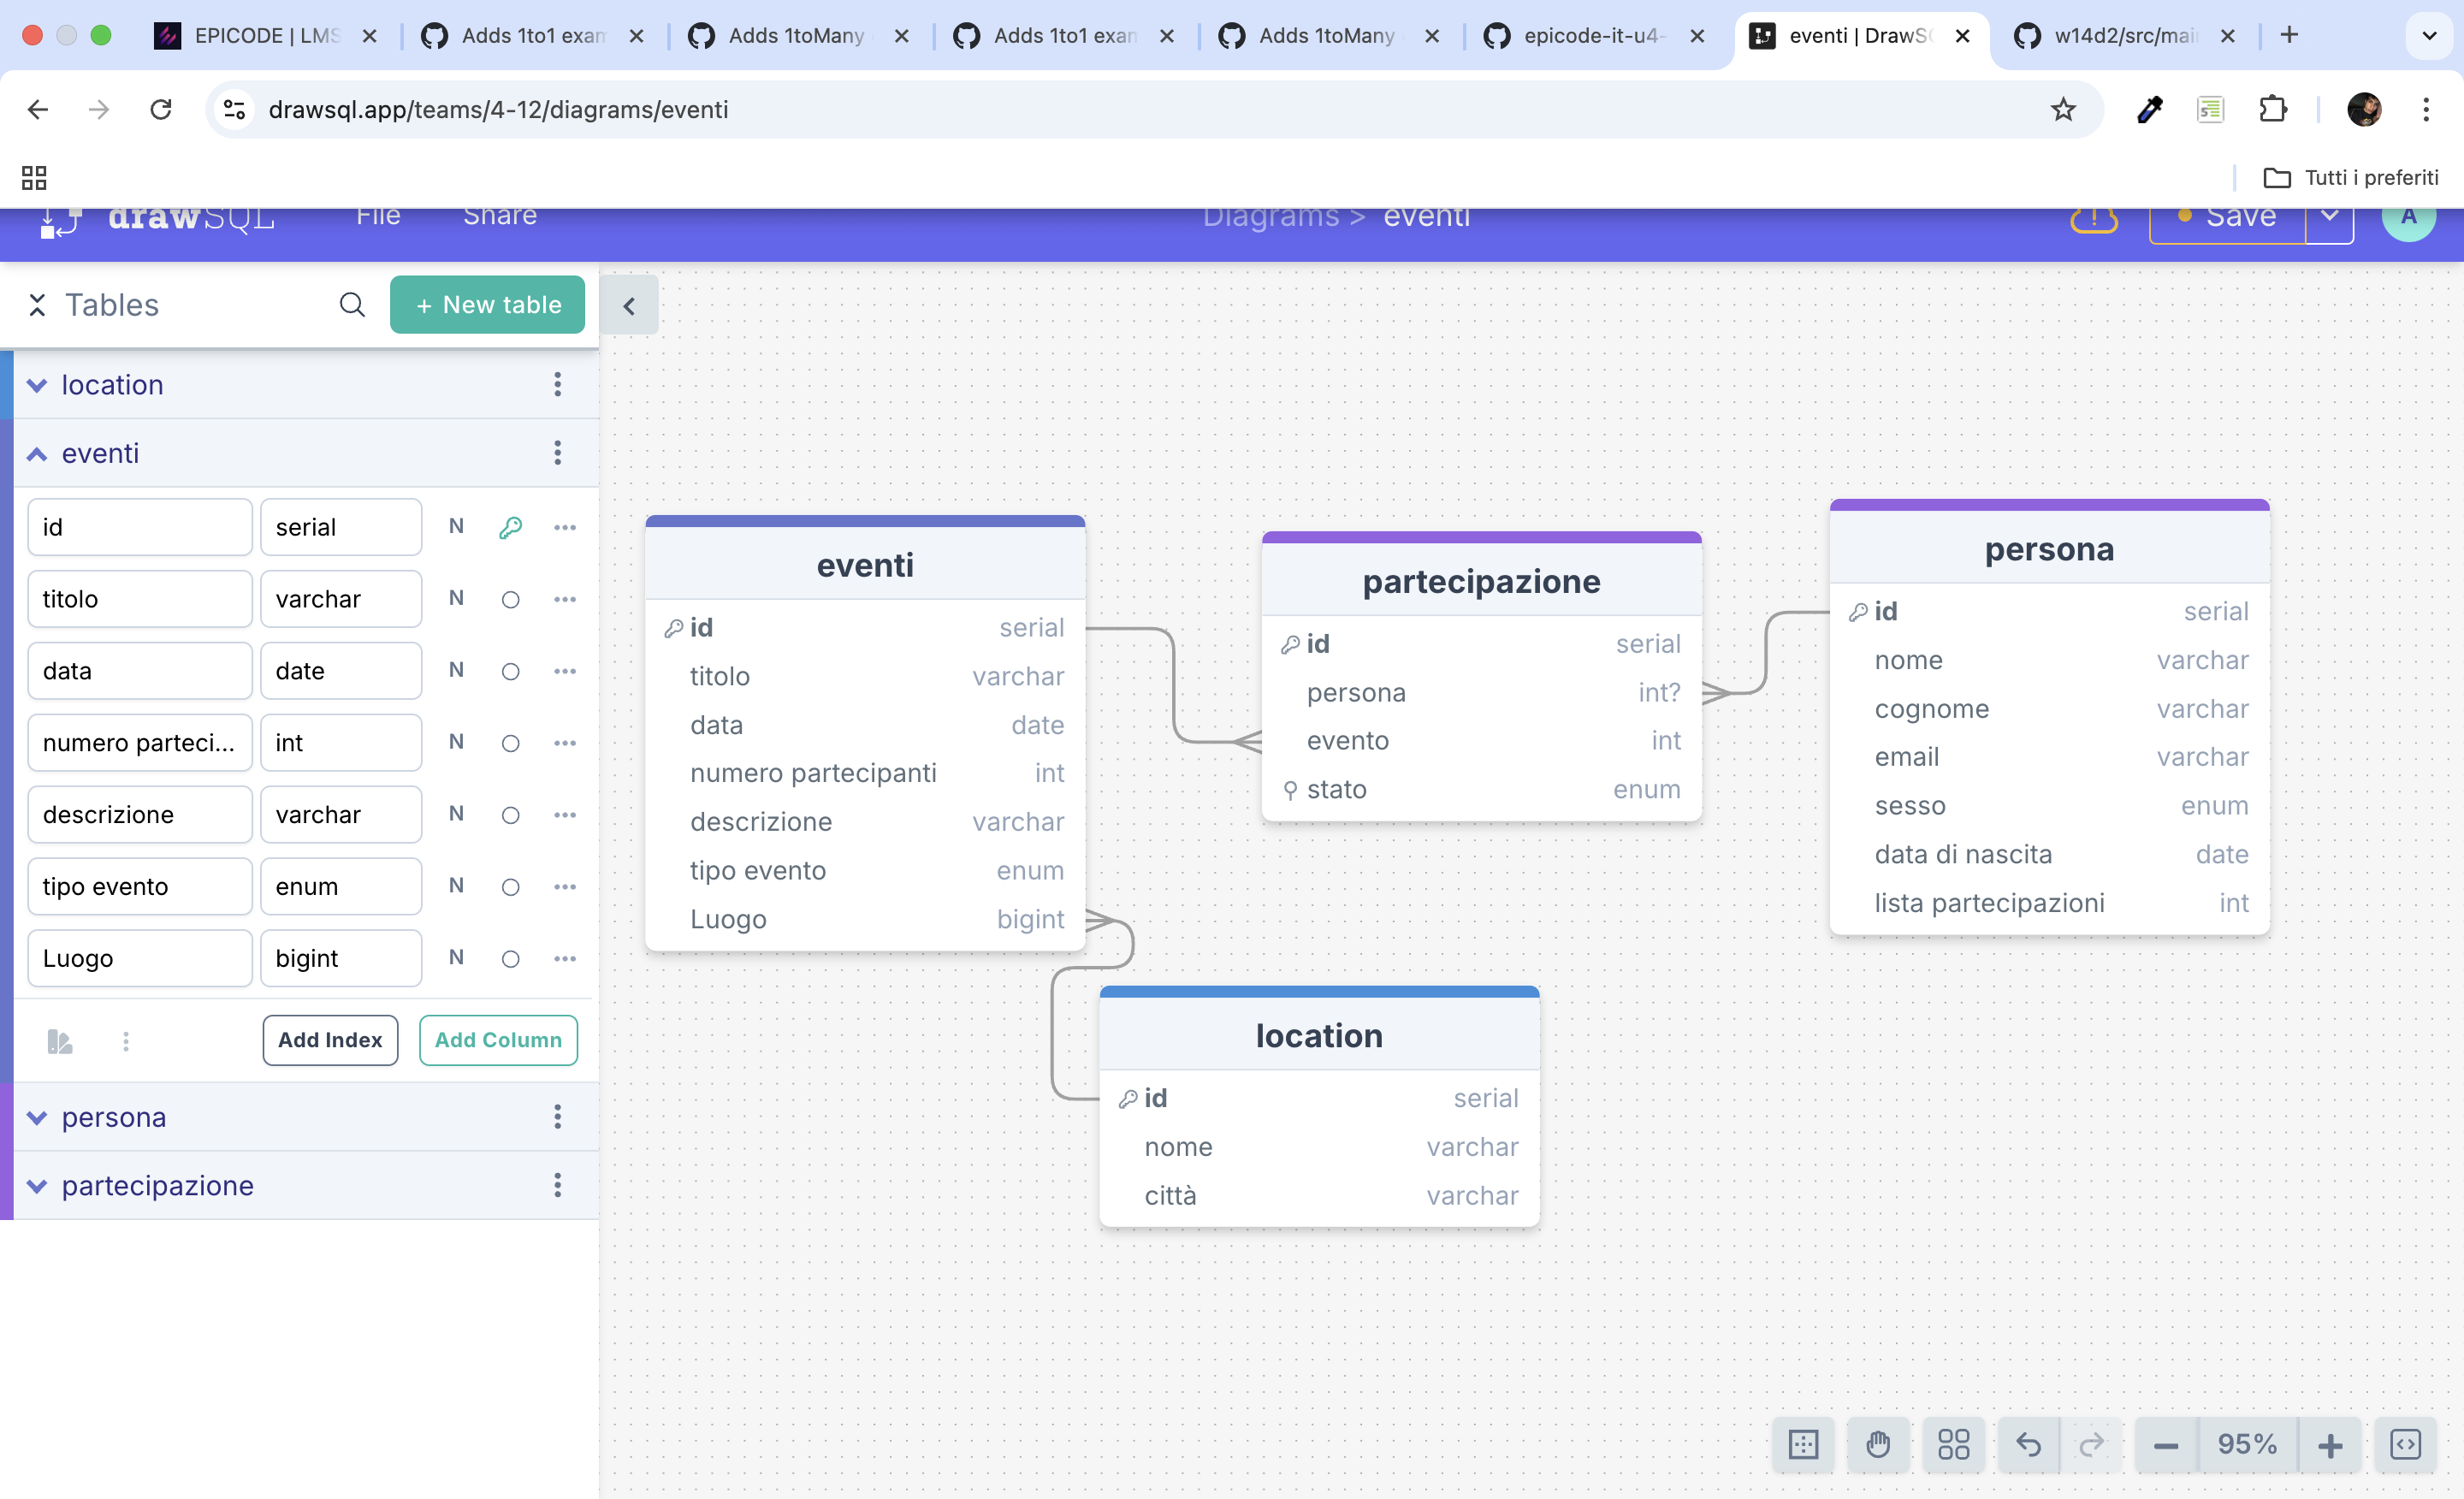 EPICODE | LMS
Adds 1to1 exam
Adds 1toMany
Adds 1to1 exam
Adds 1toMany
epicode-it-u4-
eventi | DrawSQ
w14d2/src/mai
drawsql.app/teams/4-12/diagrams/eventi
Tutti i preferiti
drawSQL
File
Share
Diagrams > eventi
Save
A
Tables
+ New table
location
eventi
id serial N
titolo varchar N
data date N
numero parteci... int N
descrizione varchar N
tipo evento enum N
Luogo bigint N
Add Index
Add Column
persona
partecipazione
eventi
id serial
titolo varchar
data date
numero partecipanti int
descrizione varchar
tipo evento enum
Luogo bigint
partecipazione
id serial
persona int?
evento int
stato enum
persona
id serial
nome varchar
cognome varchar
email varchar
sesso enum
data di nascita date
lista partecipazioni int
location
id serial
nome varchar
città varchar
95%